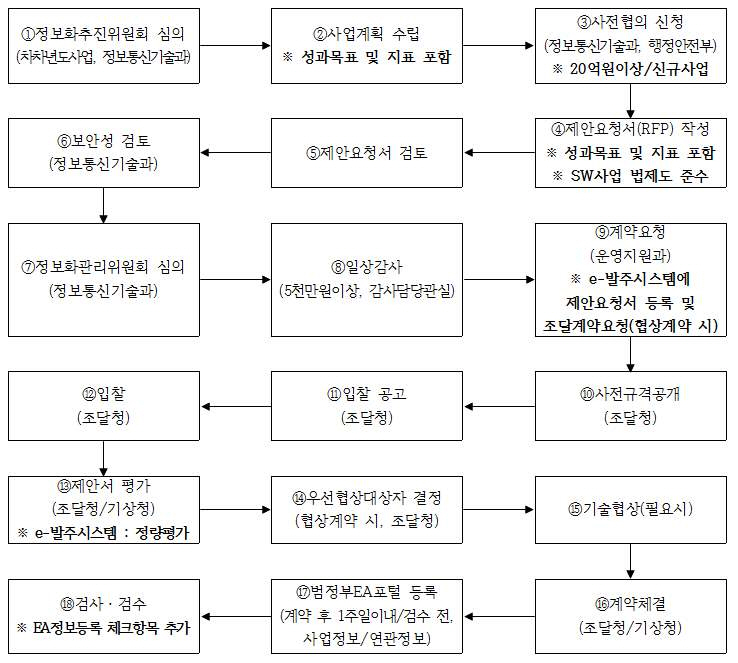 ①정보화추진위원회 심의
(차차년도사업, 정보통신기술과)
②사업계획 수립
※ 성과목표 및 지표 포함
③사전협의 신청
(정보통신기술과, 행정안전부)
※ 20억원이상/신규사업
④제안요청서(RFP) 작성
※ 성과목표 및 지표 포함
※ SW사업 법제도 준수
⑤제안요청서 검토
⑥보안성 검토
(정보통신기술과)
⑦정보화관리위원회 심의
(정보통신기술과)
⑧일상감사
(5천만원이상, 감사담당관실)
⑨계약요청
(운영지원과)
※ e-발주시스템에
제안요청서 등록 및
조달계약요청(협상계약 시)
⑩사전규격공개
(조달청)
⑪입찰 공고
(조달청)
⑫입찰
(조달청)
⑬제안서 평가
(조달청/기상청)
※ e-발주시스템 : 정량평가
⑭우선협상대상자 결정
(협상계약 시, 조달청)
⑮기술협상(필요시)
⑯계약체결
(조달청/기상청)
⑰범정부EA포털 등록
(계약 후 1주일이내/검수 전,
사업정보/연관정보)
⑱검사ㆍ검수
※ EA정보등록 체크항목 추가